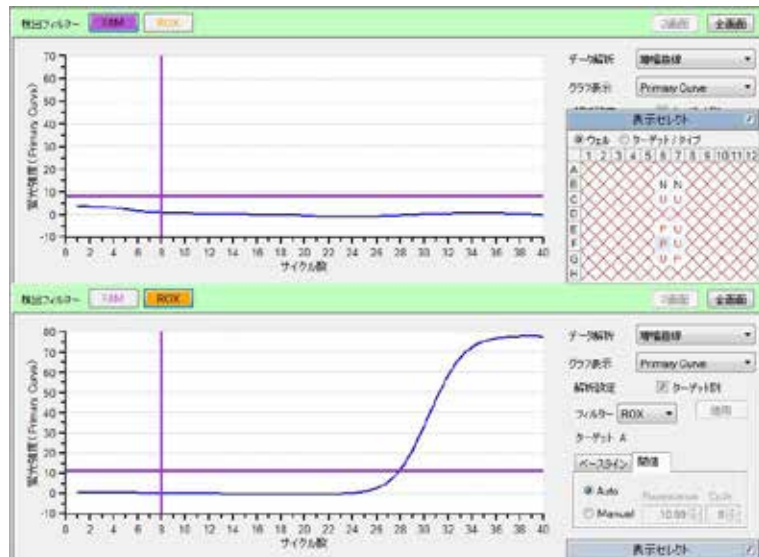 検出フィルター FAM ROX 2画面 全画面
蛍光強度(Primary Curve)
70
60
50
40
30
20
10
0
-10
0 2 4 6 8 10 12 14 16 18 20 22 24 26 28 30 32 34 36 38 40
サイクル数
データ解析 増幅曲線
グラフ表示 Primary Curve
表示セレクト
ウェル ターゲット/タイプ
1 2 3 4 5 6 7 8 9 10 11 12
A
B N N
C U U
D
E P U
F P U
G U P
H
検出フィルター FAM ROX 2画面 全画面
蛍光強度(Primary Curve)
80
70
60
50
40
30
20
10
0
-10
0 2 4 6 8 10 12 14 16 18 20 22 24 26 28 30 32 34 36 38 40
サイクル数
データ解析 増幅曲線
グラフ表示 Primary Curve
解析設定 ターゲット別
フィルター ROX 適用
ターゲット A
ベースライン 閾値
Auto Fluorescence Cycle
Manual
表示セレクト